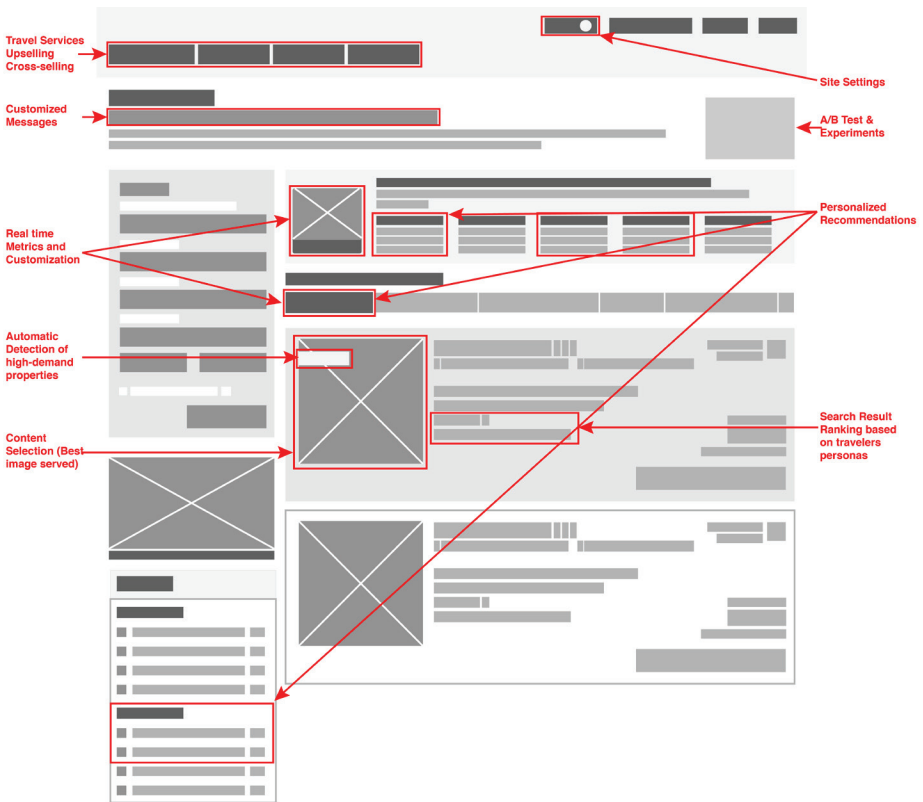 Travel Services
Upselling
Cross-selling
Site Settings
Customized
Messages
A/B Test &
Experiments
Real time
Metrics and
Customization
Personalized
Recommendations
Automatic
Detection of
high-demand
properties
Content
Selection (Best
image served)
Search Result
Ranking based
on travelers
personas